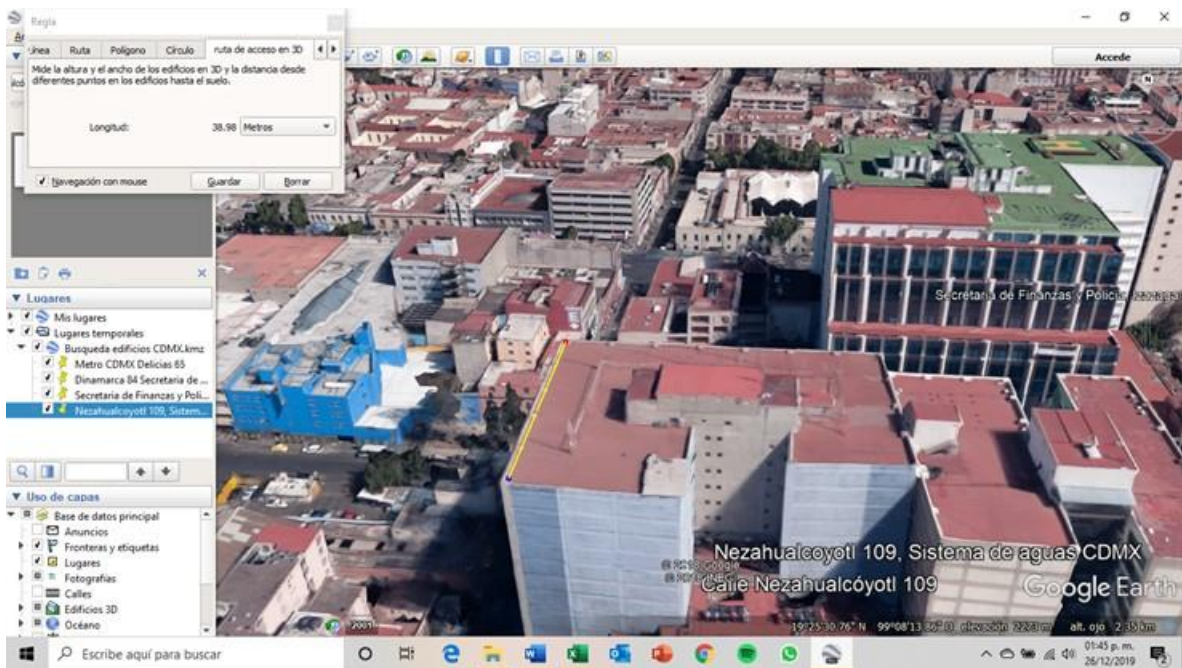 Regla
Línea Ruta Polígono Círculo ruta de acceso en 3D
Mide la altura y el ancho de los edificios en 3D y la distancia desde
diferentes puntos en los edificios hasta el suelo.
Longitud: 38.98 Metros
Navegación con mouse Guardar Borrar
Accede
N
H
Lugares
Mis lugares
Lugares temporales
Busqueda edificios CDMX.kmz
Metro CDMX Delicias 65
Dinamarca 84 Secretaria de ...
Secretaria de Finanzas y Poli...
Nezahualcoyotl 109, Sistem...
Uso de capas
Base de datos principal
Anuncios
Fronteras y etiquetas
Lugares
Fotografías
Calles
Edificios 3D
Océano
Secretaria de Finanzas y Policia, Izazaga
Nezahualcoyotl 109, Sistema de aguas CDMX
Calle Nezahualcóyotl 109
Google Earth
2001
19°25'30.76" N 99°08'13.86" O elevación 2273 m alt. ojo 2.35 km
Escribe aquí para buscar
01:45 p. m.
26/12/2019